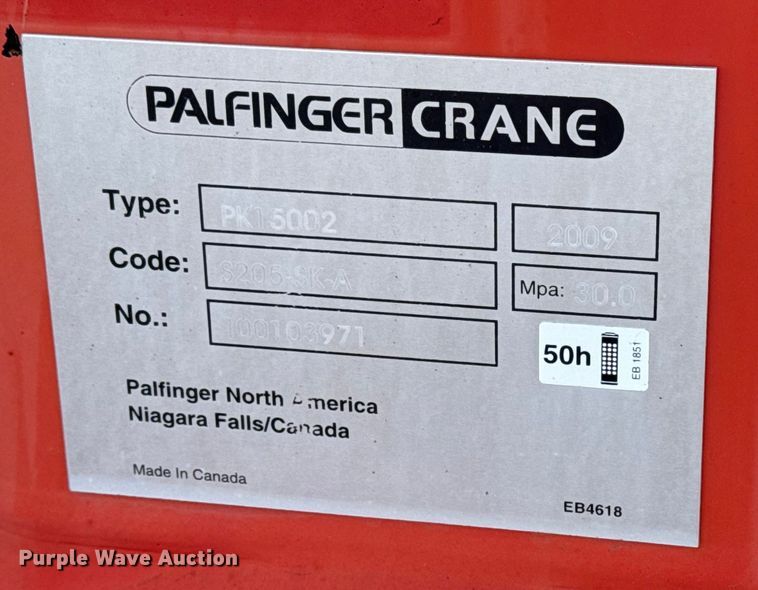 PALFINGER CRANE
Type: PK15002 2009
Code: S205-SK-A Mpa: 30.0
No.: 100103971
50h EB 1851
Palfinger North America
Niagara Falls/Canada
Made In Canada
EB4618
Purple Wave Auction